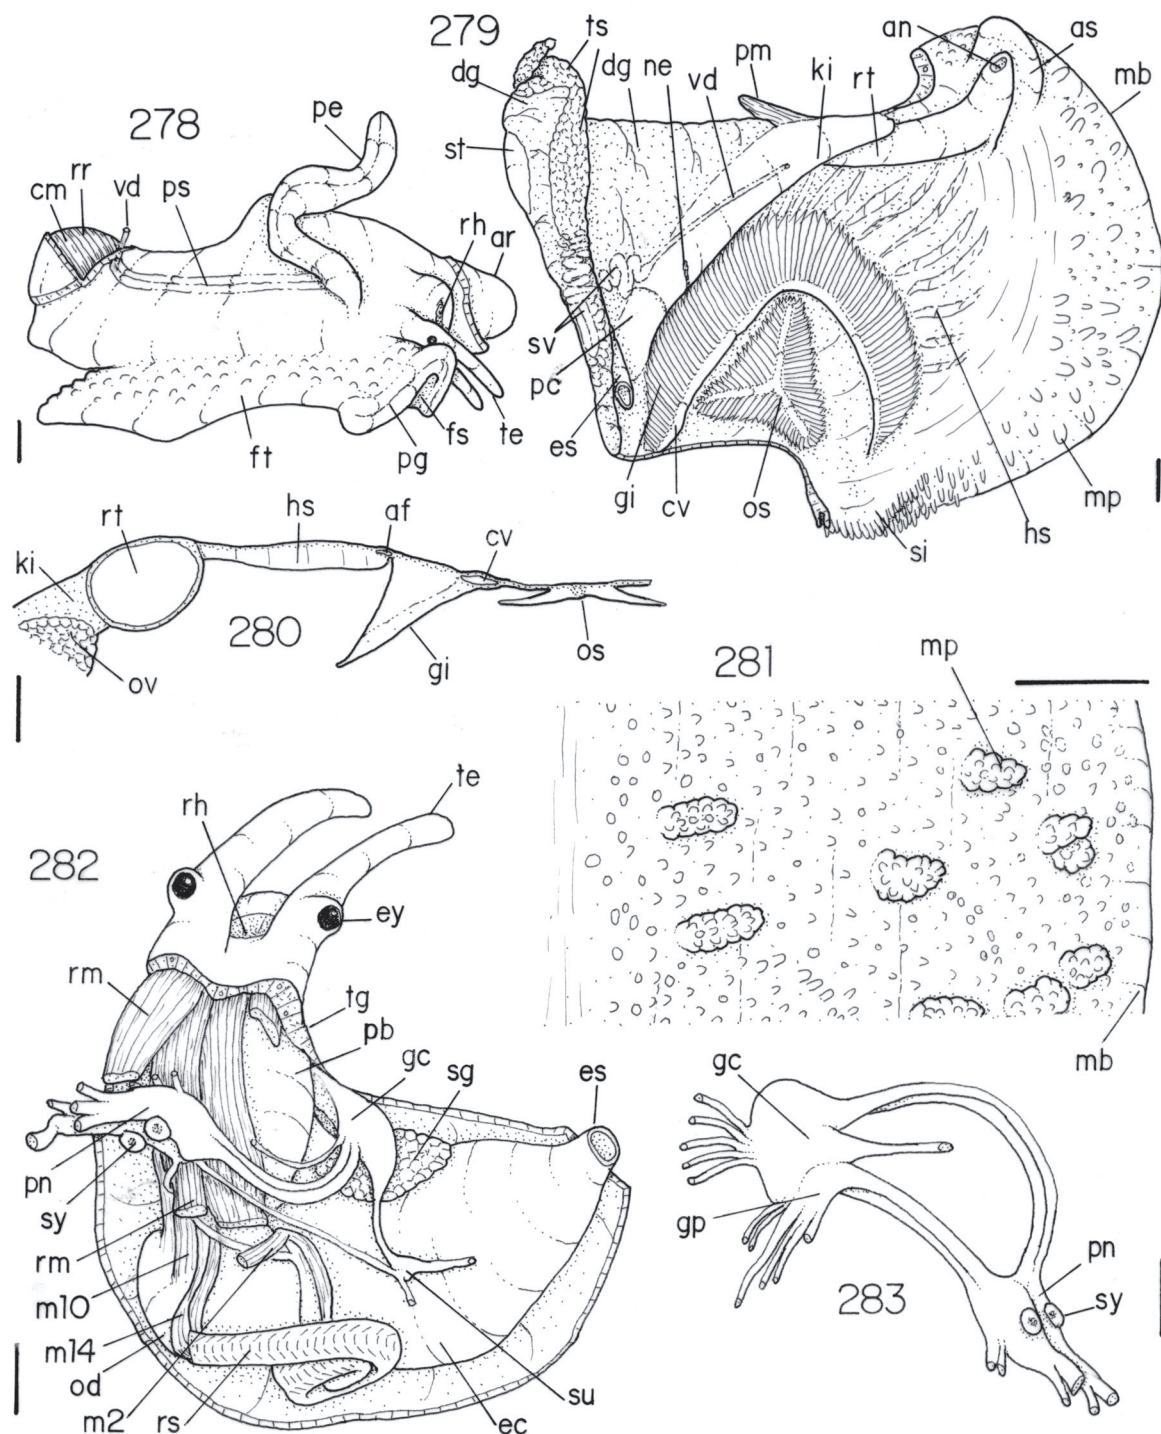 278
pe
cm
rr
vd
ps
rh
ar
ft
pg
fs
te
279
ts
dg
dg
ne
vd
pm
ki
rt
an
as
mb
st
sv
pc
es
gi
cv
os
si
hs
mp
280
ki
rt
hs
af
cv
ov
gi
os
281
mp
mb
282
rh
te
ey
rm
tg
pb
gc
sg
es
pn
sy
rm
m10
m14
od
m2
rs
ec
su
283
gc
gp
pn
sy